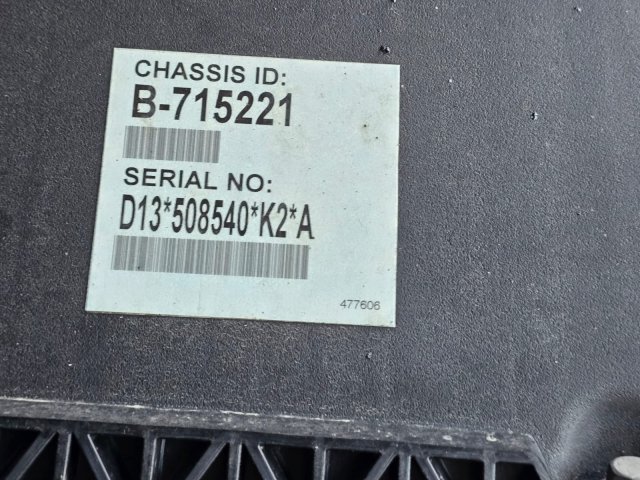 CHASSIS ID:
B-715221
SERIAL NO:
D13*508540*K2*A
477606